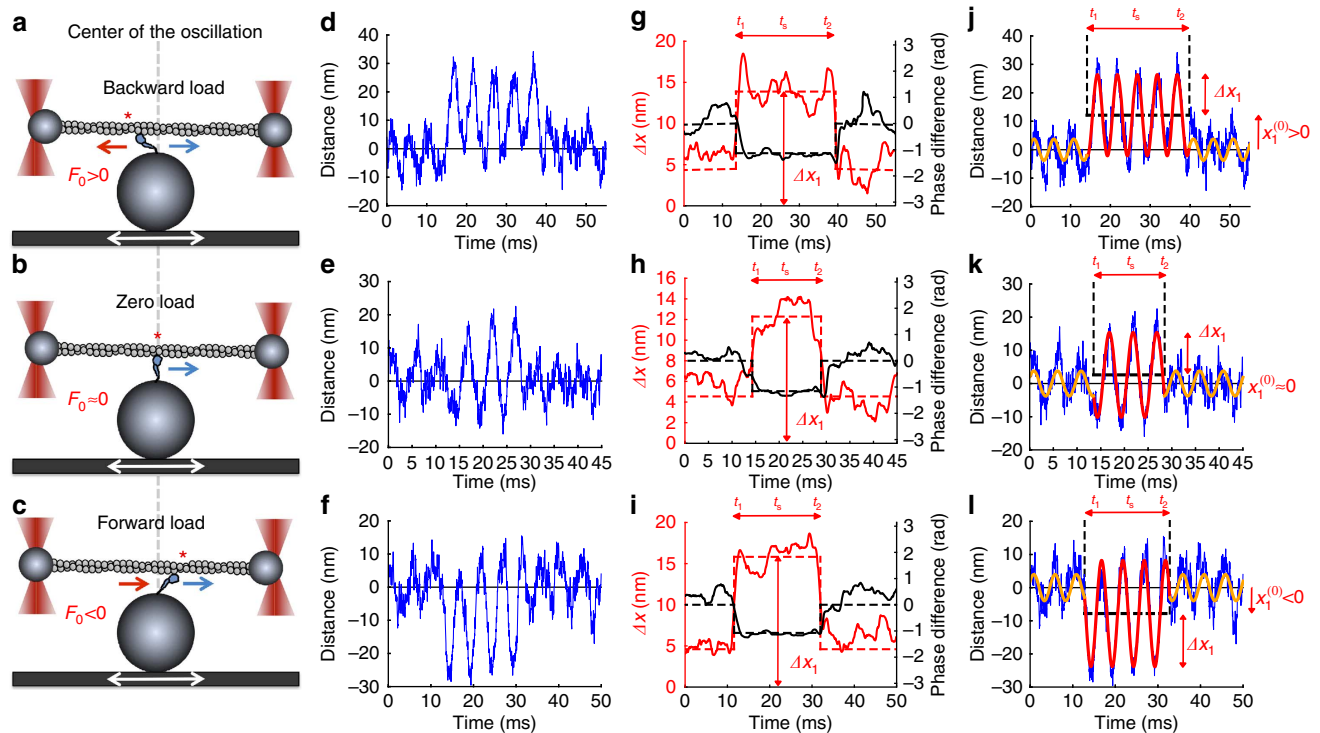 a
Center of the oscillation
Backward load
*
F₀>0
b
Zero load
*
F₀≈0
c
Forward load
*
F₀<0
d
40
30
20
10
0
−10
−20
Distance (nm)
0 10 20 30 40 50
Time (ms)
e
30
20
10
0
−10
−20
Distance (nm)
0 5 10 15 20 25 30 35 40 45
Time (ms)
f
20
10
0
−10
−20
−30
Distance (nm)
0 10 20 30 40 50
Time (ms)
g
t₁ tₛ t₂
20
15
10
5
0
Δx (nm)
Δx₁
3
2
1
0
−1
−2
−3
Phase difference (rad)
0 10 20 30 40 50
Time (ms)
h
t₁ tₛ t₂
16
14
12
10
8
6
4
2
0
Δx (nm)
Δx₁
3
2
1
0
−1
−2
−3
Phase difference (rad)
0 5 10 15 20 25 30 35 40 45
Time (ms)
i
t₁ tₛ t₂
20
15
10
5
0
Δx (nm)
Δx₁
3
2
1
0
−1
−2
−3
Phase difference (rad)
0 10 20 30 40 50
Time (ms)
j
t₁ tₛ t₂
40
30
20
10
0
−10
−20
Distance (nm)
Δx₁
x₁⁽⁰⁾>0
0 10 20 30 40 50
Time (ms)
k
t₁ tₛ t₂
30
20
10
0
−10
−20
Distance (nm)
Δx₁
x₁⁽⁰⁾≈0
0 5 10 15 20 25 30 35 40 45
Time (ms)
l
t₁ tₛ t₂
20
10
0
−10
−20
−30
Distance (nm)
x₁⁽⁰⁾<0
Δx₁
0 10 20 30 40 50
Time (ms)